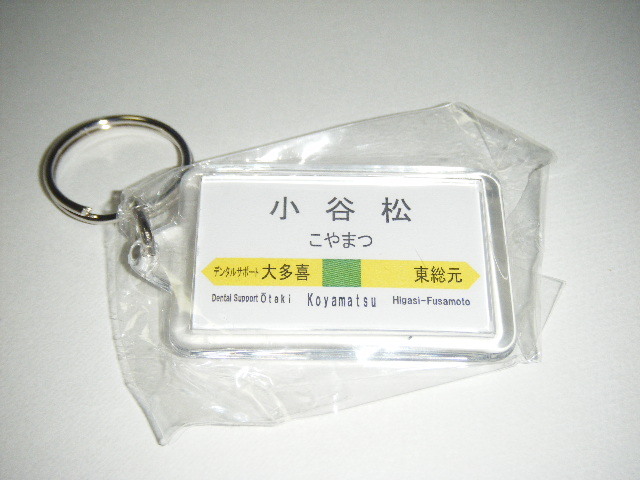 小谷松
こやまつ
デンタルサポート大多喜 東総元
Dental Support Ōtaki Koyamatsu Higasi-Fusamoto